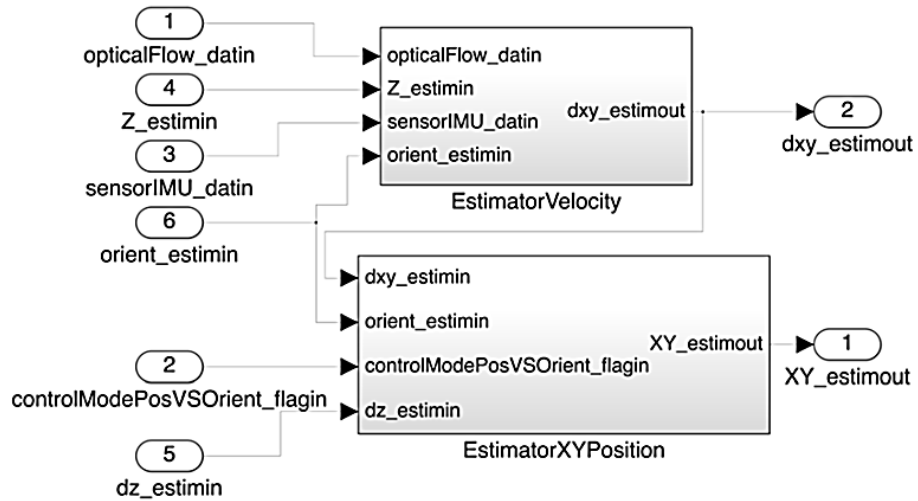 1
opticalFlow_datin
4
Z_estimin
3
sensorIMU_datin
6
orient_estimin
opticalFlow_datin
Z_estimin
sensorIMU_datin
orient_estimin
dxy_estimout
EstimatorVelocity
2
dxy_estimout
2
controlModePosVSOrient_flagin
5
dz_estimin
dxy_estimin
orient_estimin
controlModePosVSOrient_flagin
dz_estimin
XY_estimout
EstimatorXYPosition
1
XY_estimout